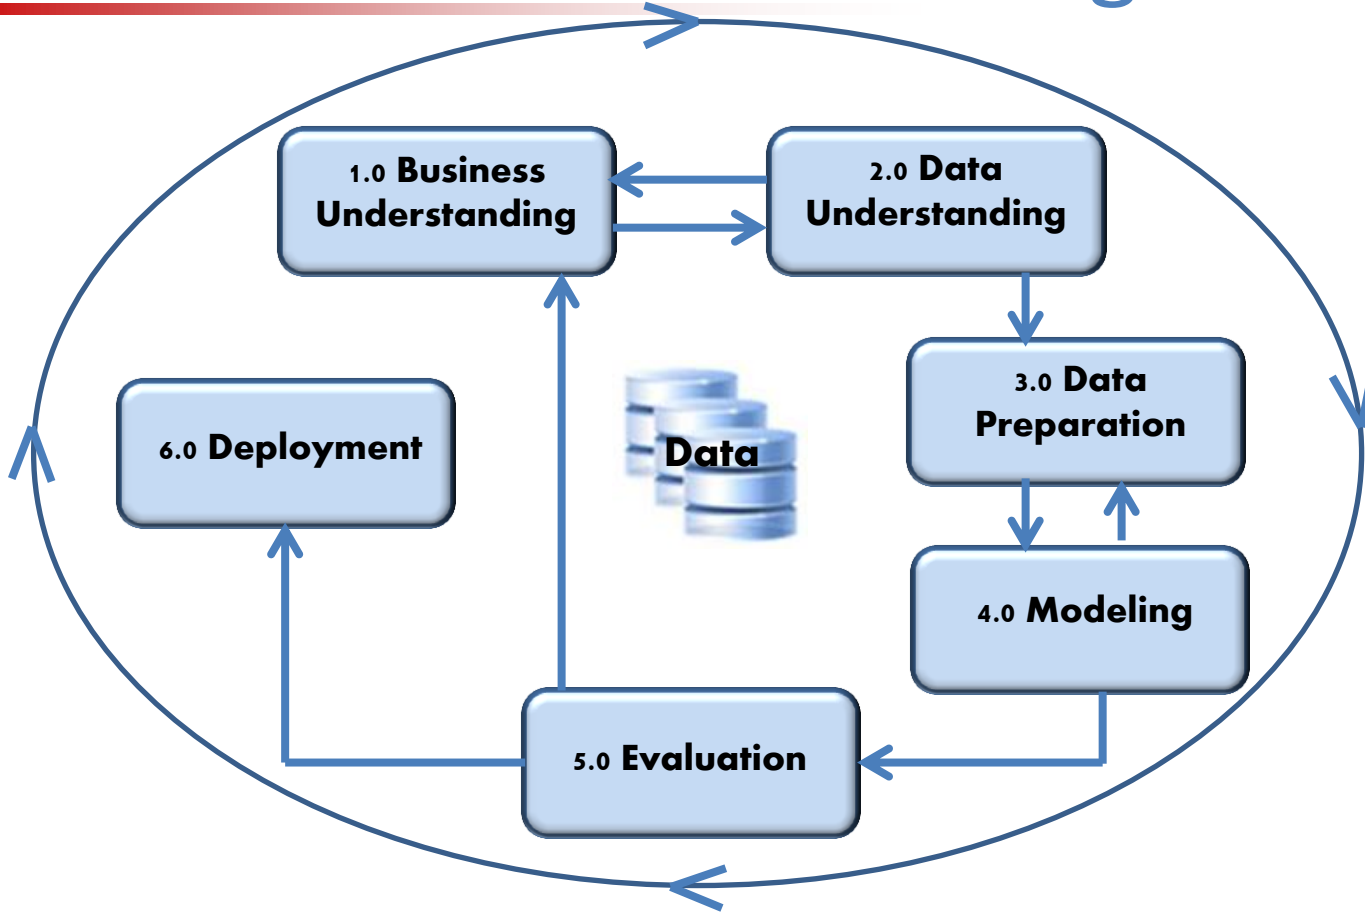 1.0 Business
Understanding
2.0 Data
Understanding
3.0 Data
Preparation
6.0 Deployment
Data
4.0 Modeling
5.0 Evaluation